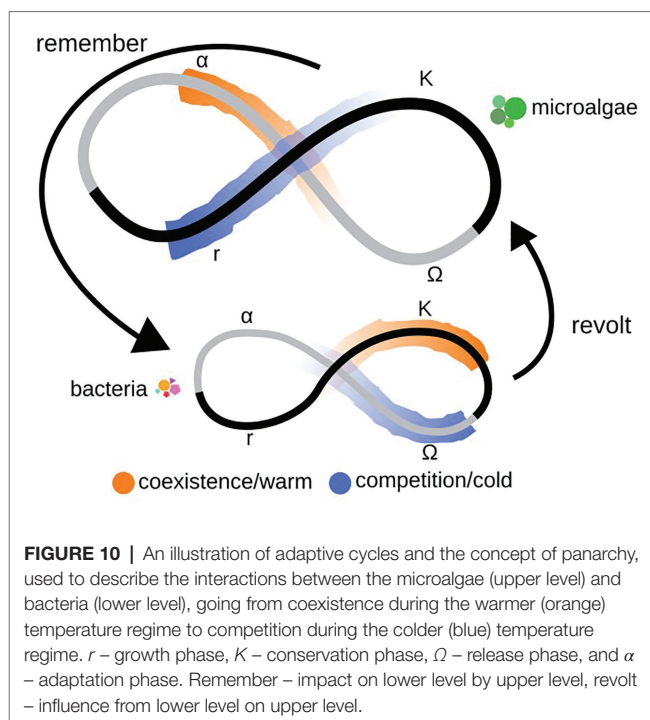 remember
α
K
microalgae
r
Ω
revolt
α
K
bacteria
r
Ω
coexistence/warm competition/cold
FIGURE 10 | An illustration of adaptive cycles and the concept of panarchy,
used to describe the interactions between the microalgae (upper level) and
bacteria (lower level), going from coexistence during the warmer (orange)
temperature regime to competition during the colder (blue) temperature
regime. r – growth phase, K – conservation phase, Ω – release phase, and α
– adaptation phase. Remember – impact on lower level by upper level, revolt
– influence from lower level on upper level.